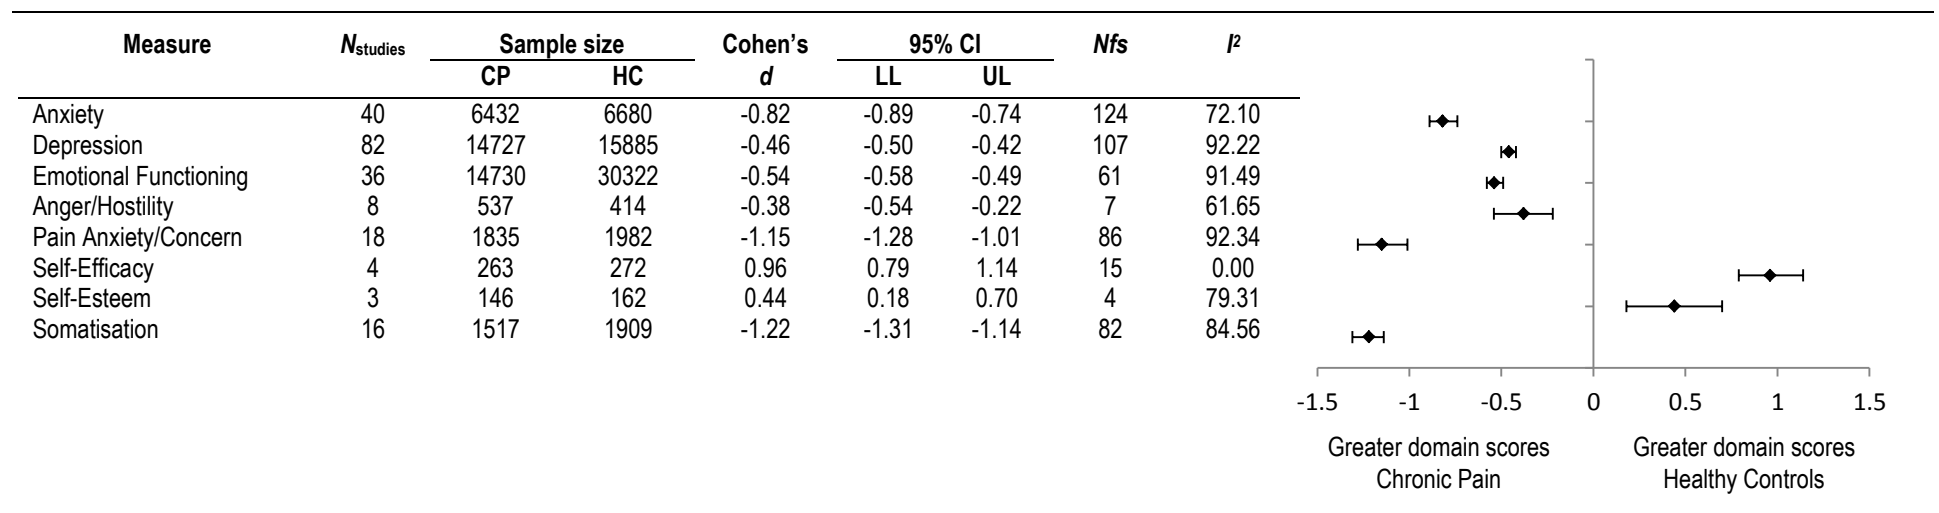 Measure Nstudies Sample size Cohen's 95% CI Nfs I2
CP HC d LL UL
Anxiety 40 6432 6680 -0.82 -0.89 -0.74 124 72.10
Depression 82 14727 15885 -0.46 -0.50 -0.42 107 92.22
Emotional Functioning 36 14730 30322 -0.54 -0.58 -0.49 61 91.49
Anger/Hostility 8 537 414 -0.38 -0.54 -0.22 7 61.65
Pain Anxiety/Concern 18 1835 1982 -1.15 -1.28 -1.01 86 92.34
Self-Efficacy 4 263 272 0.96 0.79 1.14 15 0.00
Self-Esteem 3 146 162 0.44 0.18 0.70 4 79.31
Somatisation 16 1517 1909 -1.22 -1.31 -1.14 82 84.56
-1.5 -1 -0.5 0 0.5 1 1.5
Greater domain scores Greater domain scores
Chronic Pain Healthy Controls